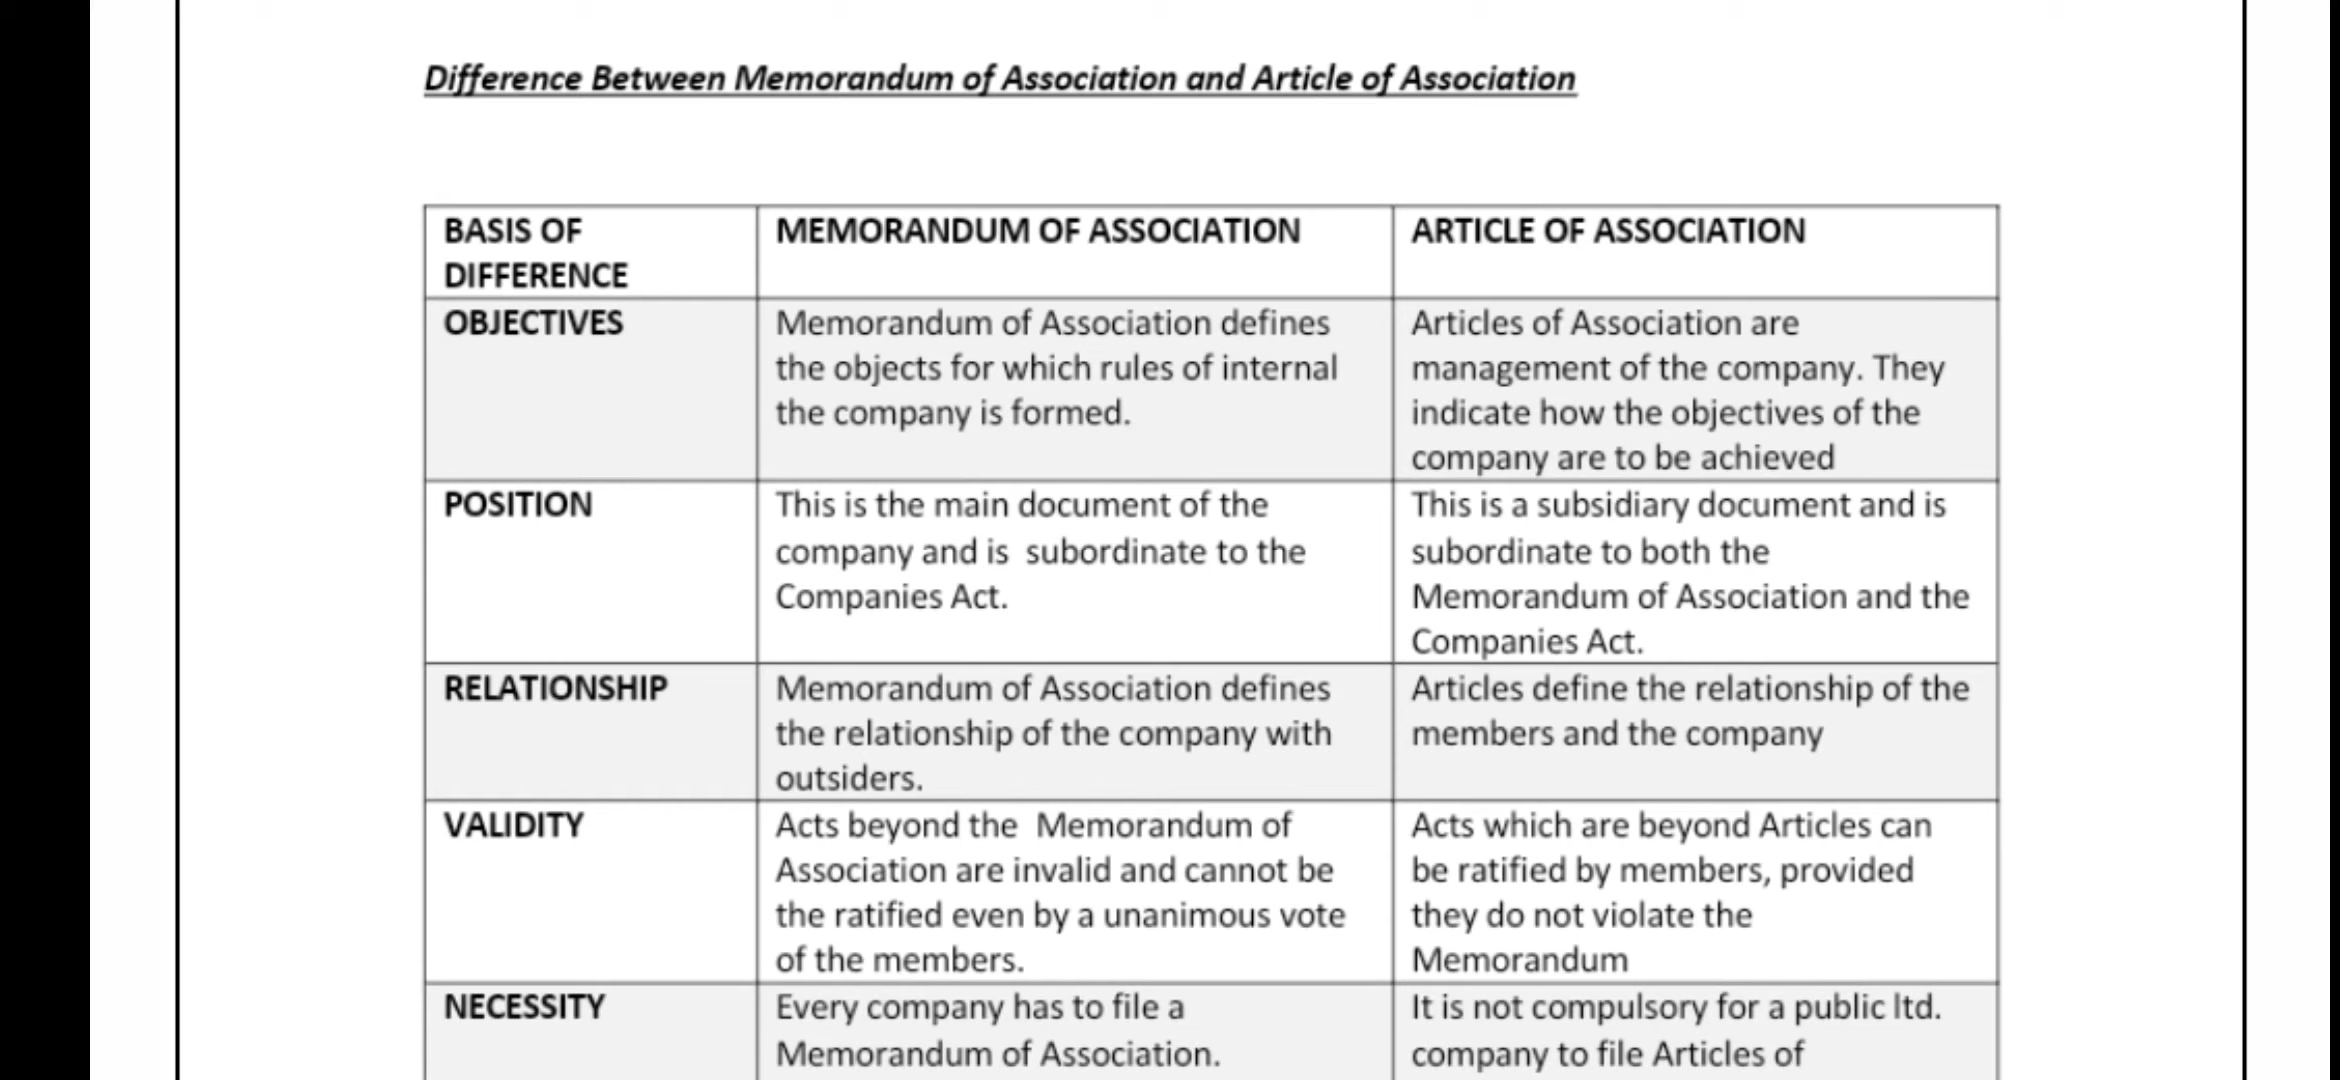 Difference Between Memorandum of Association and Article of Association
BASIS OF
DIFFERENCE
MEMORANDUM OF ASSOCIATION
ARTICLE OF ASSOCIATION
OBJECTIVES
Memorandum of Association defines
the objects for which rules of internal
the company is formed.
Articles of Association are
management of the company. They
indicate how the objectives of the
company are to be achieved
POSITION
This is the main document of the
company and is  subordinate to the
Companies Act.
This is a subsidiary document and is
subordinate to both the
Memorandum of Association and the
Companies Act.
RELATIONSHIP
Memorandum of Association defines
the relationship of the company with
outsiders.
Articles define the relationship of the
members and the company
VALIDITY
Acts beyond the  Memorandum of
Association are invalid and cannot be
the ratified even by a unanimous vote
of the members.
Acts which are beyond Articles can
be ratified by members, provided
they do not violate the
Memorandum
NECESSITY
Every company has to file a
Memorandum of Association.
It is not compulsory for a public ltd.
company to file Articles of